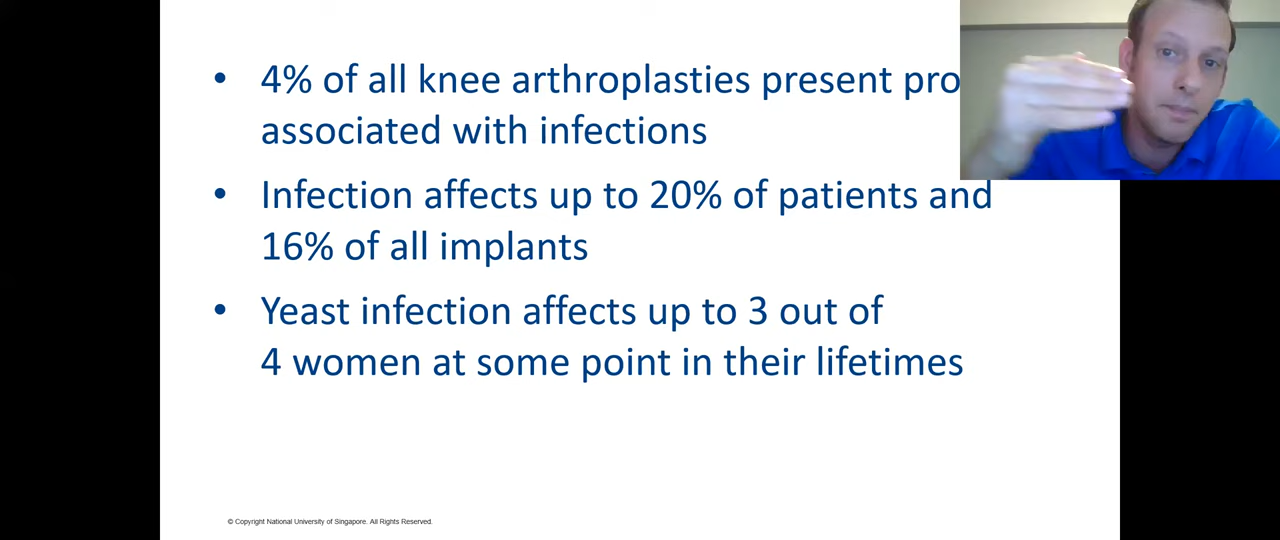 • 4% of all knee arthroplasties present
associated with infections
• Infection affects up to 20% of patients and
16% of all implants
• Yeast infection affects up to 3 out of
4 women at some point in their lifetimes
© Copyright National University of Singapore. All Rights Reserved.